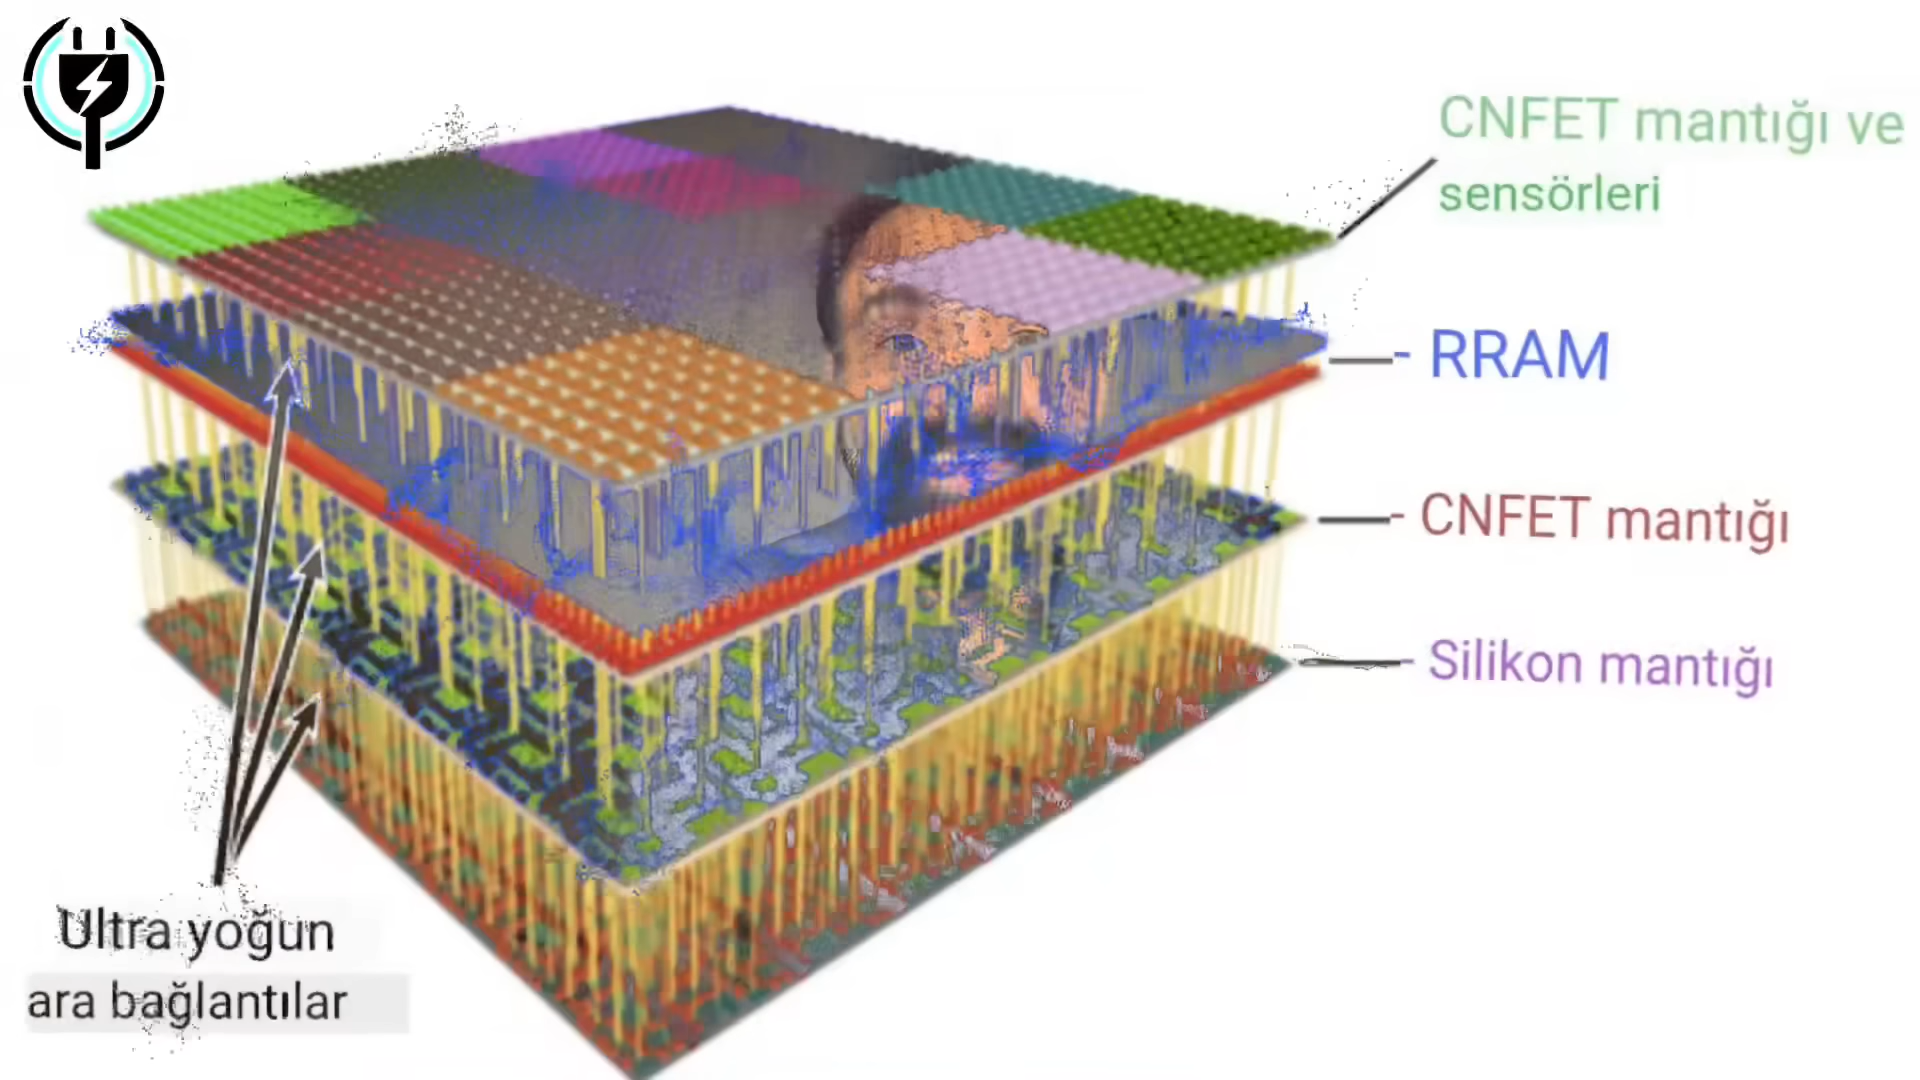 CNFET mantığı ve
sensörleri
RRAM
CNFET mantığı
Silikon mantığı
Ultra yoğun
ara bağlantılar